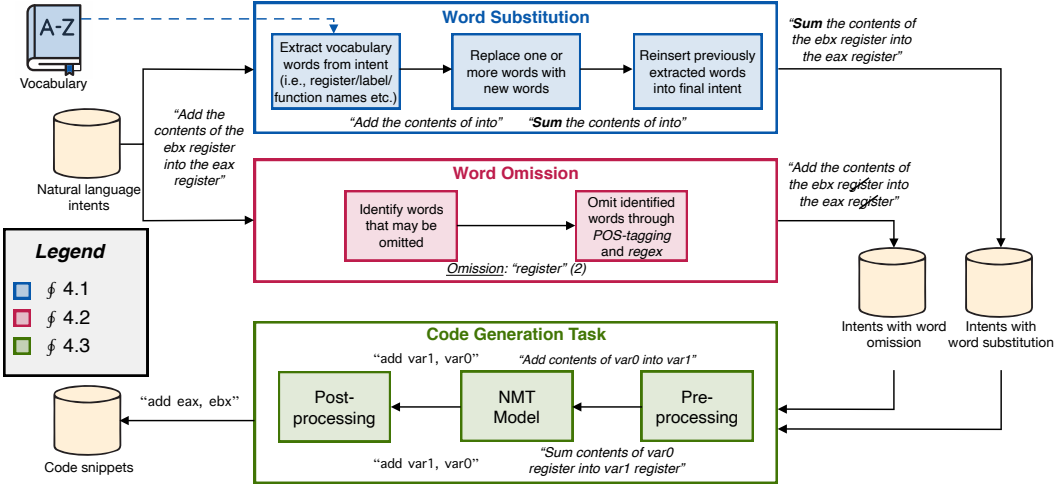 A-Z
Vocabulary
Natural language
intents
“Add the
contents of the
ebx register
into the eax
register”
Word Substitution
Extract vocabulary
words from intent
(i.e., register/label/
function names etc.)
Replace one or
more words with
new words
Reinsert previously
extracted words
into final intent
“Add the contents of into”
“Sum the contents of into”
“Sum the contents of
the ebx register into
the eax register”
Word Omission
Identify words
that may be
omitted
Omit identified
words through
POS-tagging
and regex
Omission: “register” (2)
“Add the contents of
the ebx register into
the eax register”
Legend
∮ 4.1
∮ 4.2
∮ 4.3
Intents with word
omission
Intents with
word substitution
Code Generation Task
“add var1, var0”
“Add contents of var0 into var1”
Post-
processing
NMT
Model
Pre-
processing
“add var1, var0”
“Sum contents of var0
register into var1 register”
“add eax, ebx”
Code snippets